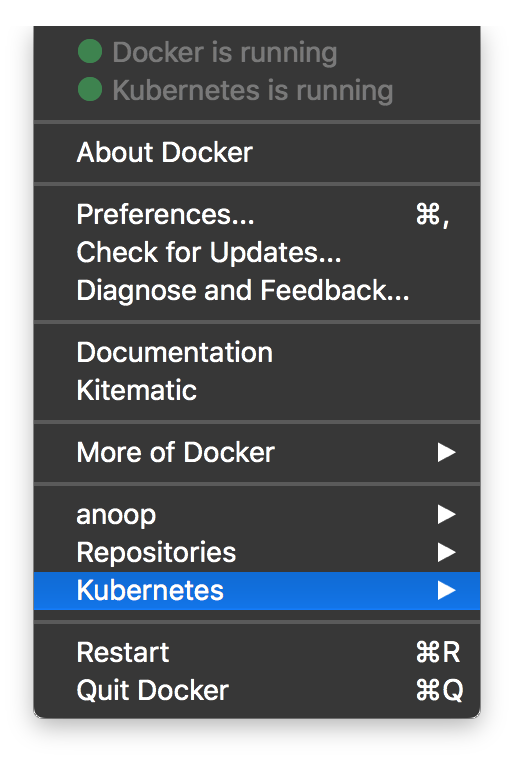 Docker is running
Kubernetes is running
About Docker
Preferences... ⌘,
Check for Updates...
Diagnose and Feedback...
Documentation
Kitematic
More of Docker ▶
anoop ▶
Repositories ▶
Kubernetes ▶
Restart ⌘R
Quit Docker ⌘Q